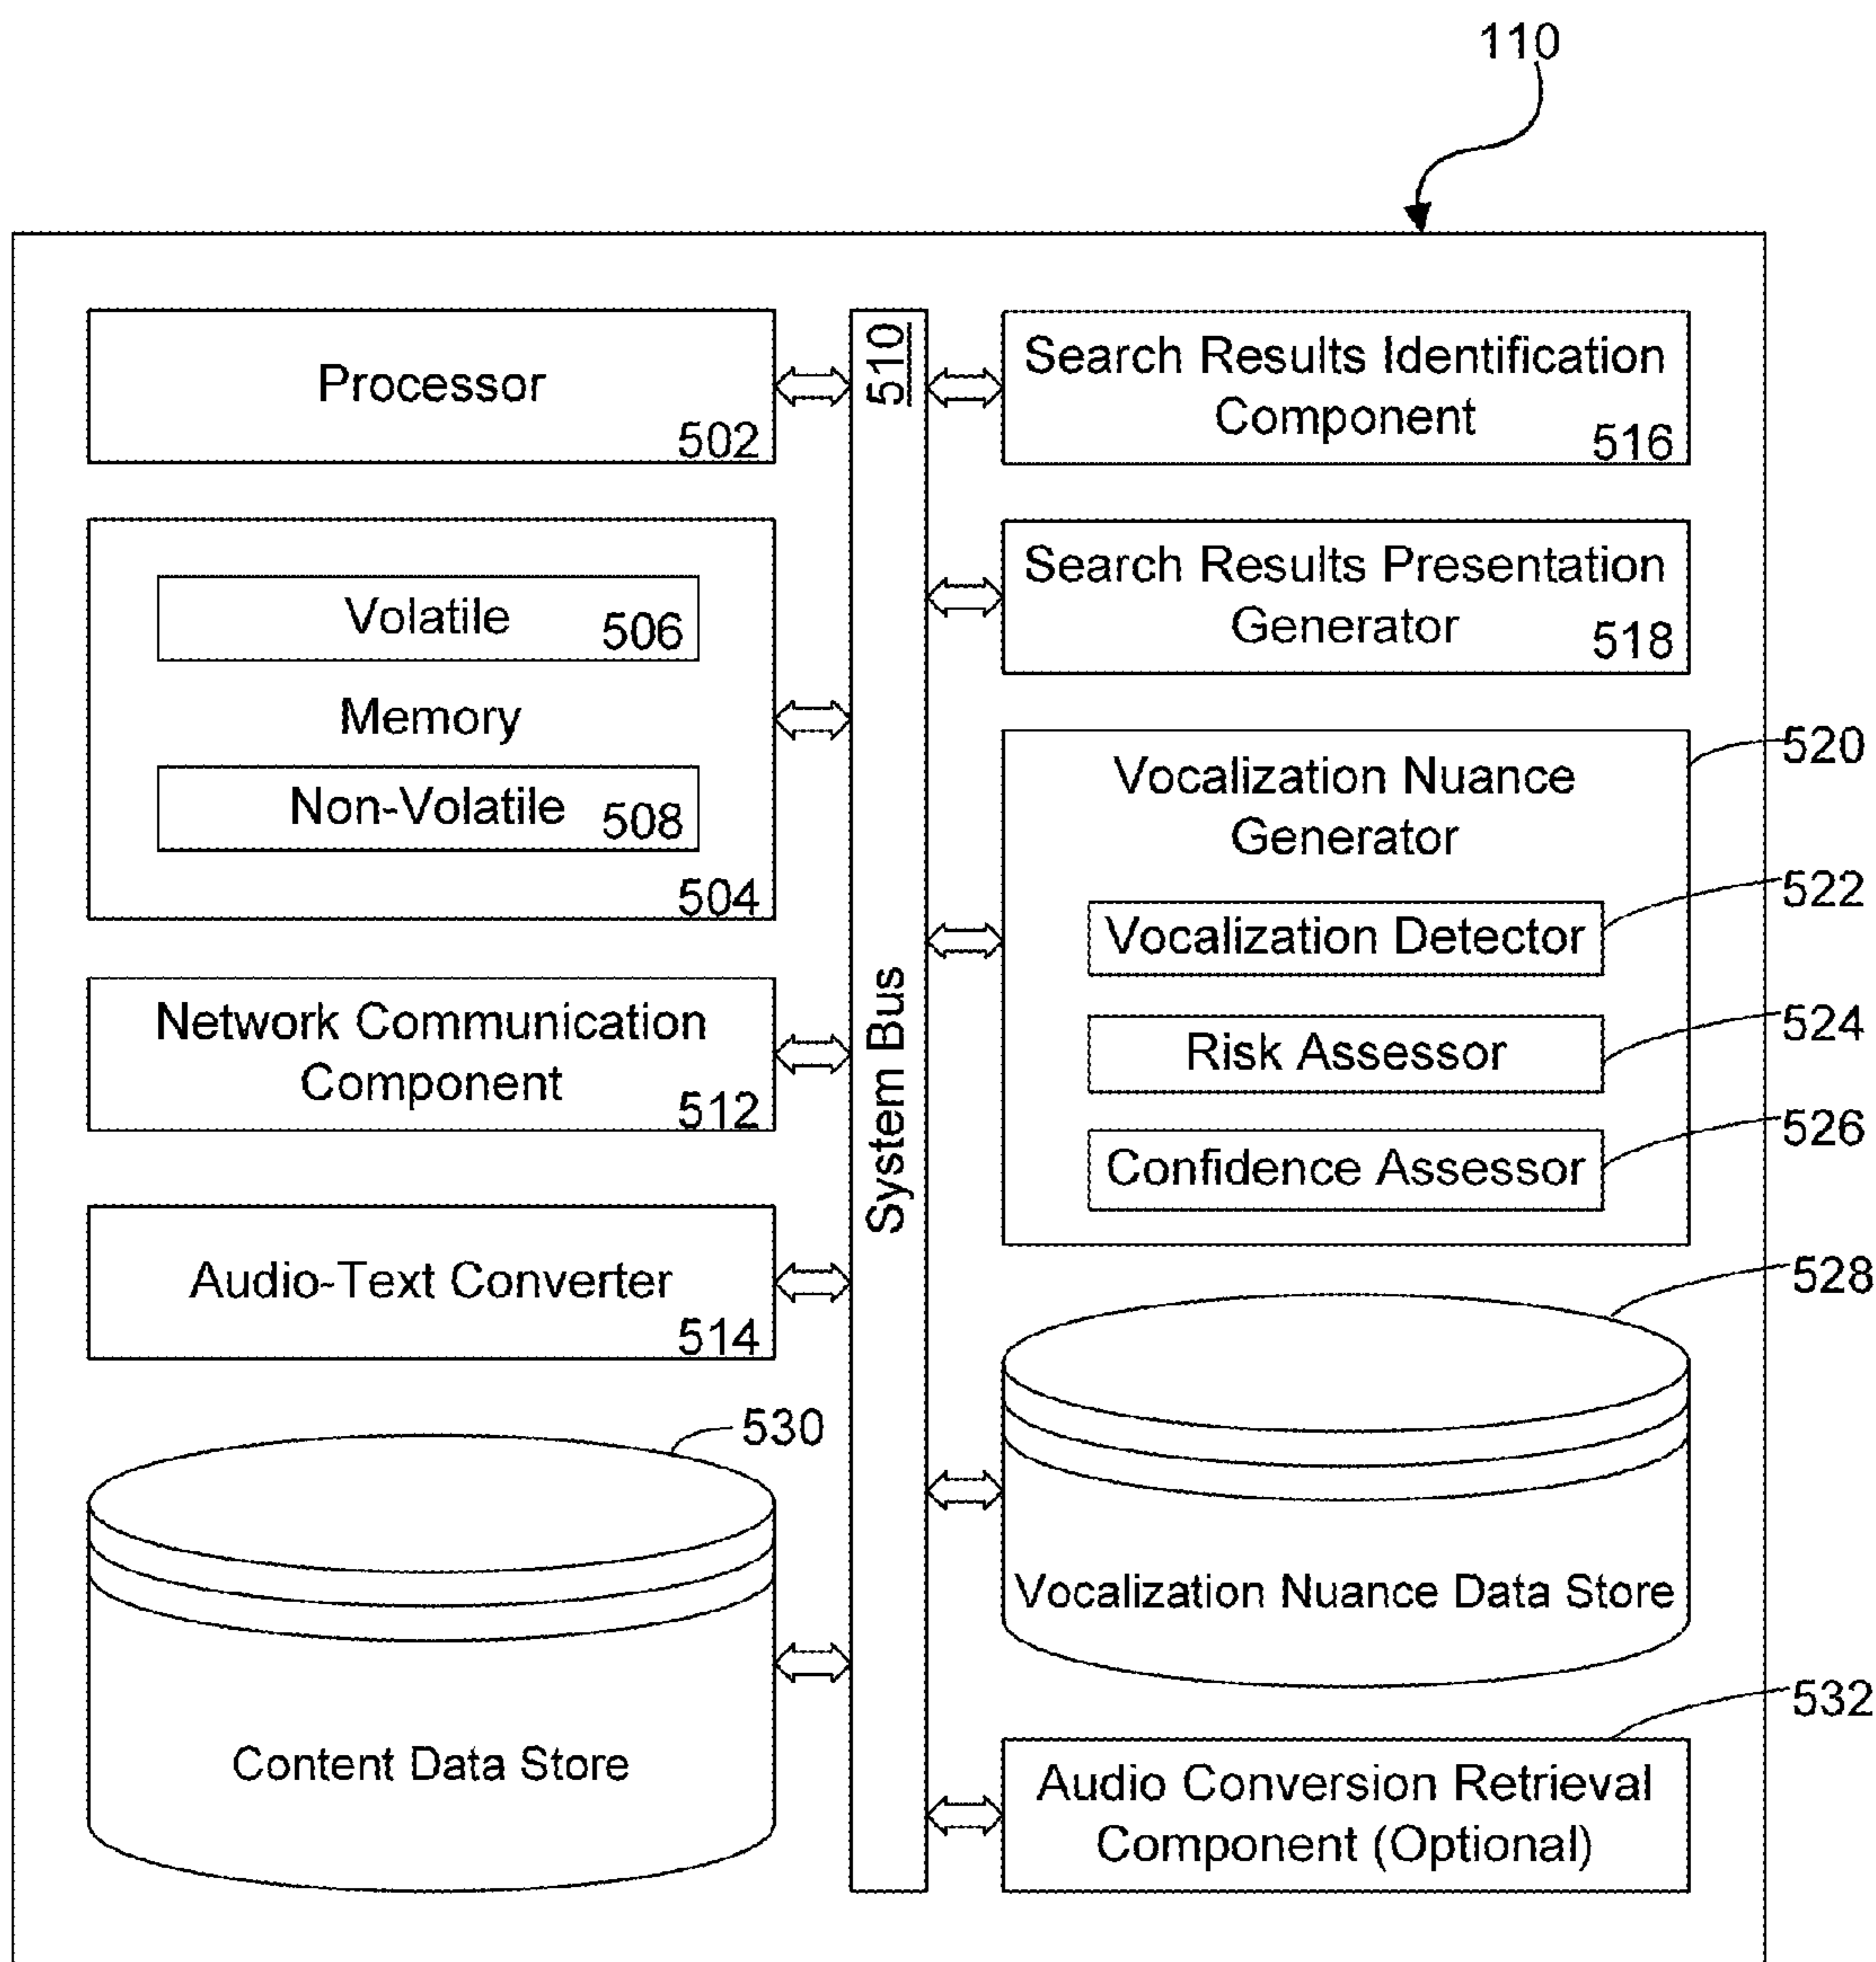 110
Processor
502
Volatile
506
Memory
Non-Volatile
508
504
Network Communication
Component
512
Audio-Text Converter
514
530
Content Data Store
510
System Bus
Search Results Identification
Component
516
Search Results Presentation
Generator
518
520
Vocalization Nuance
Generator
522
Vocalization Detector
524
Risk Assessor
526
Confidence Assessor
528
Vocalization Nuance Data Store
532
Audio Conversion Retrieval
Component (Optional)